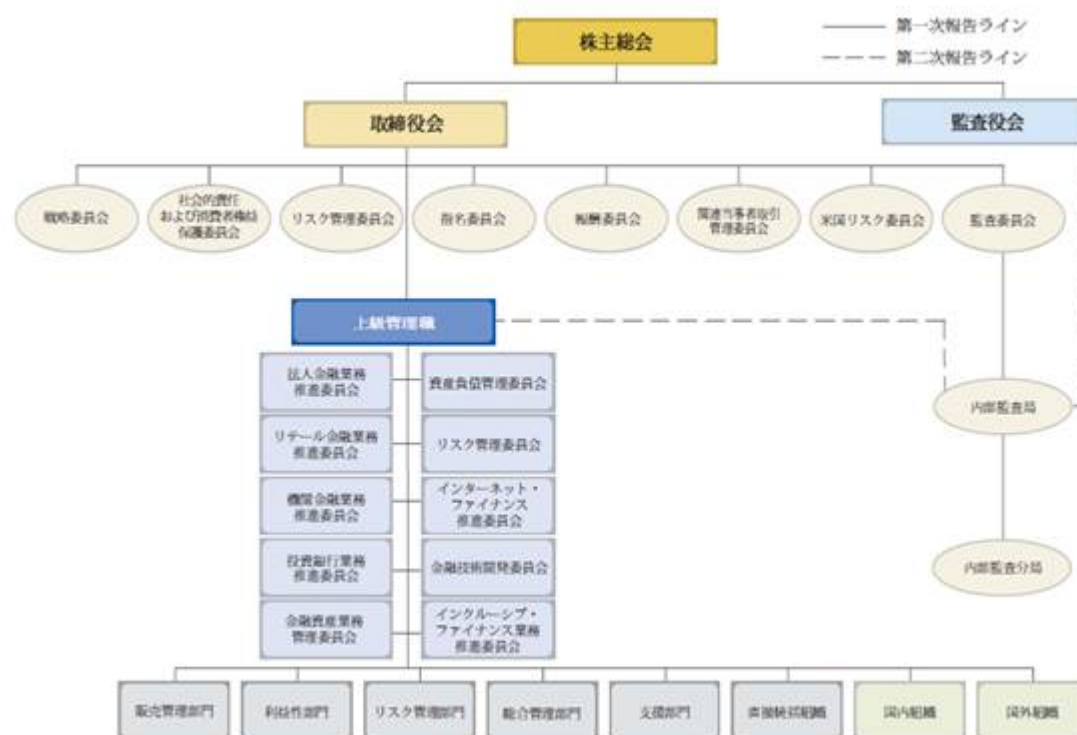 株主総会
第一次報告ライン
第二次報告ライン
取締役会
監査役会
戦略委員会
社会的責任
および消費者権益
保護委員会
リスク管理委員会
指名委員会
報酬委員会
関連当事者取引
管理委員会
米国リスク委員会
監査委員会
上級管理職
法人金融業務
推進委員会
資産負債管理委員会
リテール金融業務
推進委員会
リスク管理委員会
機関金融業務
推進委員会
インターネット・
ファイナンス
推進委員会
投資銀行業務
推進委員会
金融技術開発委員会
金融資産業務
管理委員会
インクルーシブ・
ファイナンス業務
推進委員会
内部監査局
内部監査分局
販売管理部門
利益性部門
リスク管理部門
総合管理部門
支援部門
直接統括組織
国内組織
国外組織